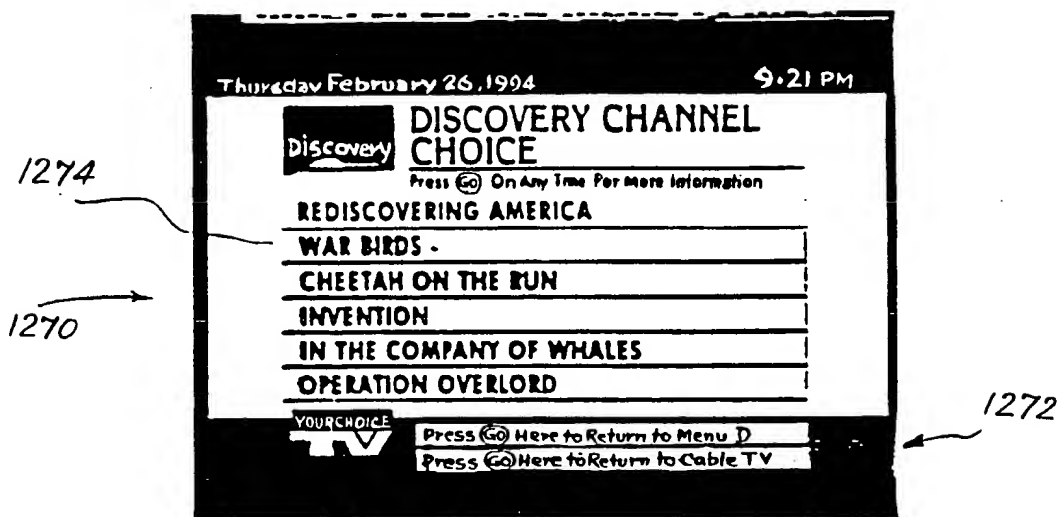 Thursday February 26, 1994 9:21 PM
Discovery
DISCOVERY CHANNEL
CHOICE
Press Go On Any Time For More Information
1274
REDISCOVERING AMERICA
WAR BIRDS -
CHEETAH ON THE RUN
1270
INVENTION
IN THE COMPANY OF WHALES
OPERATION OVERLORD
1272
YOUR CHOICE
TV
Press Go Here to Return to Menu D
Press Go Here to Return to Cable TV